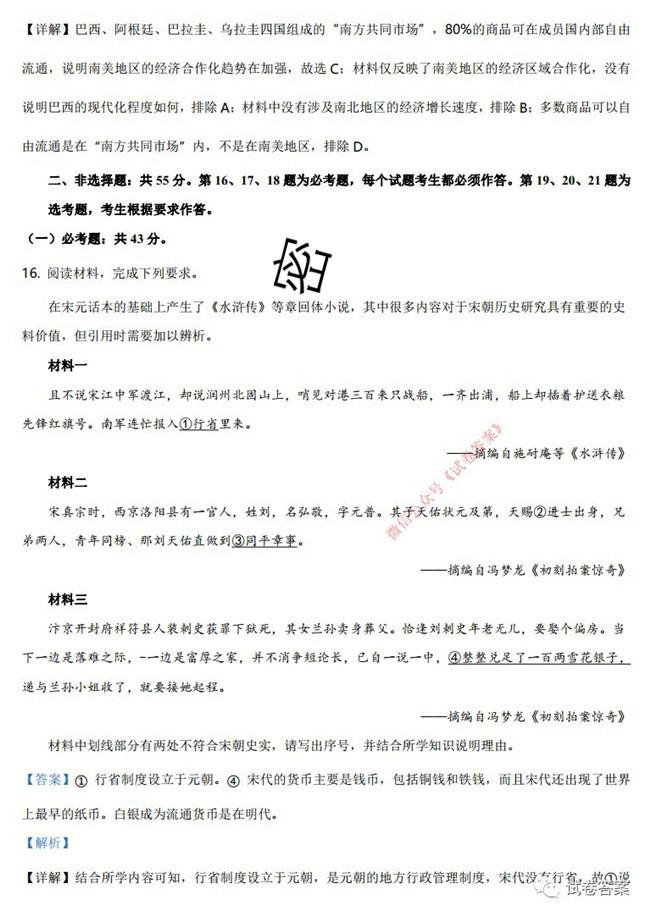 【详解】巴西、阿根廷、巴拉圭、乌拉圭四国组成的“南方共同市场”，80%的商品可在成员国内部自由
流通，说明南美地区的经济合作化趋势在加强，故选 C；材料仅反映了南美地区的经济区域合作化，没有
说明巴西的现代化程度如何，排除 A；材料中没有涉及南北地区的经济增长速度，排除 B；多数商品可以自
由流通是在“南方共同市场”内，不是在南美地区，排除 D。
二、非选择题：共 55 分。第 16、17、18 题为必考题，每个试题考生都必须作答。第 19、20、21 题为
选考题，考生根据要求作答。
（一）必考题：共 43 分。
密
16. 阅读材料，完成下列要求。
在宋元话本的基础上产生了《水浒传》等章回体小说，其中很多内容对于宋朝历史研究具有重要的史
料价值，但引用时需要加以辨析。
材料一
且不说宋江中军渡江，却说润州北固山上，哨见对港三百来只战船，一齐出浦，船上却插着护送衣粮
先锋红旗号。南军连忙报入①行省里来。
——摘编自施耐庵等《水浒传》
微信公众号《试卷答案》
材料二
宋真宗时，西京洛阳县有一官人，姓刘，名弘敬，字元普。其子天佑状元及第，天赐②进士出身，兄
弟两人，青年同榜、那刘天佑直做到③同平章事。
——摘编自冯梦龙《初刻拍案惊奇》
材料三
汴京开封府祥符县人装刺史获罪下狱死，其女兰孙卖身葬父。恰逢刘刺史年老无儿，要娶个偏房。当
下一边是落难之际，-一边是富厚之家，并不消争短论长，已自一说一中，④整整兑足了一百两雪花银子，
递与兰孙小姐收了，就要接她起程。
——摘编自冯梦龙《初刻拍案惊奇》
材料中划线部分有两处不符合宋朝史实，请写出序号，并结合所学知识说明理由。
【答案】① 行省制度设立于元朝。④ 宋代的货币主要是钱币，包括铜钱和铁钱，而且宋代还出现了世界
上最早的纸币。白银成为流通货币是在明代。
【解析】
【详解】结合所学内容可知，行省制度设立于元朝，是元朝的地方行政管理制度，宋代没有行省，故①说
试卷答案